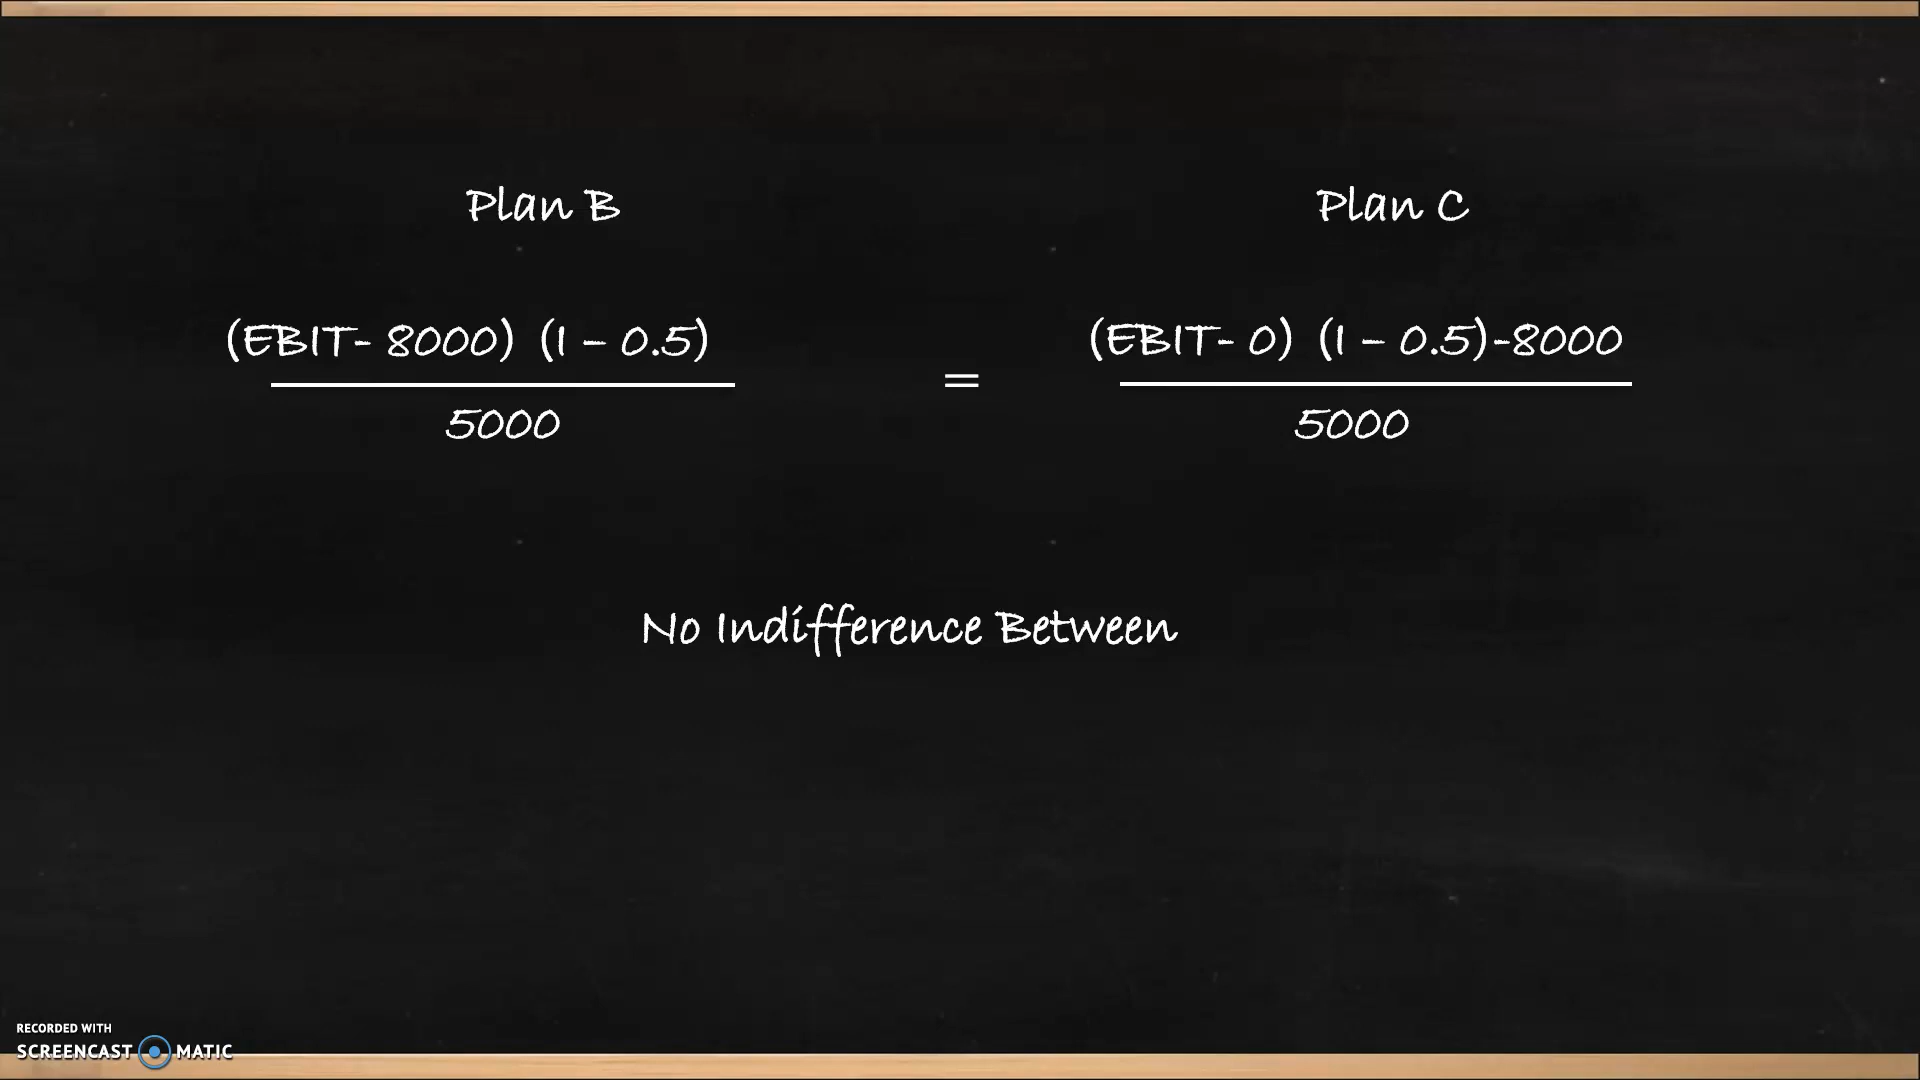 Plan B
Plan C
(EBIT- 8000) (1 – 0.5)
5000
=
(EBIT- 0) (1 – 0.5)-8000
5000
No Indifference Between
RECORDED WITH
SCREENCAST MATIC